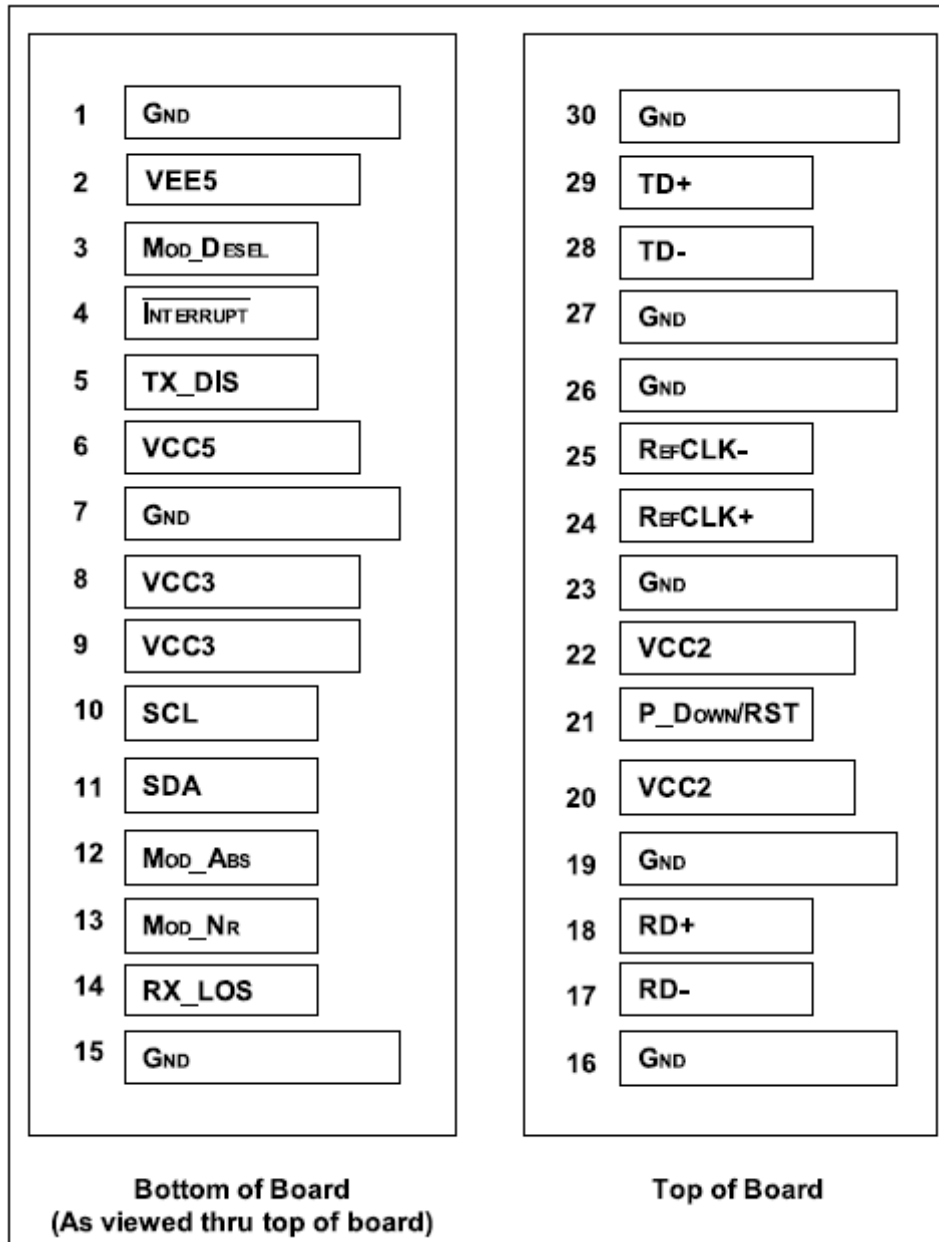 1 GND
2 VEE5
3 MOD_DESEL
4 INTERRUPT
5 TX_DIS
6 VCC5
7 GND
8 VCC3
9 VCC3
10 SCL
11 SDA
12 MOD_ABS
13 MOD_NR
14 RX_LOS
15 GND
Bottom of Board
(As viewed thru top of board)
30 GND
29 TD+
28 TD-
27 GND
26 GND
25 REFCLK-
24 REFCLK+
23 GND
22 VCC2
21 P_DOWN/RST
20 VCC2
19 GND
18 RD+
17 RD-
16 GND
Top of Board